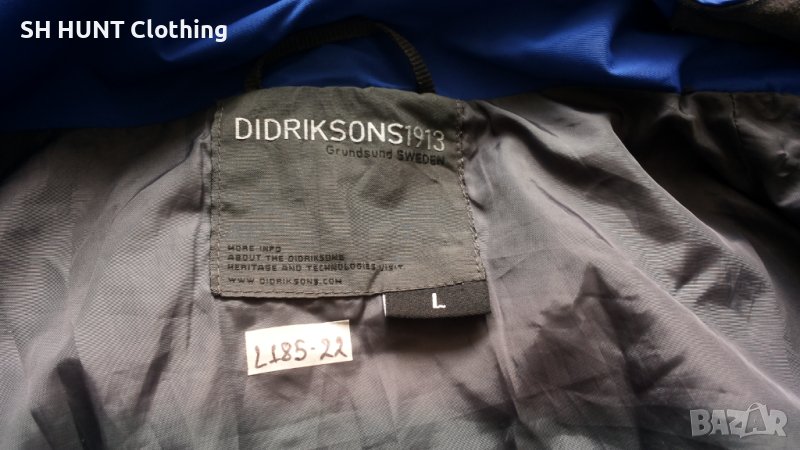 SH HUNT Clothing
DIDRIKSONS1913
Grundsund SWEDEN
MORE INFO
ABOUT THE DIDRIKSONS
HERITAGE AND TECHNOLOGIES VISIT
WWW.DIDRIKSONS.COM
L
L185-22
BAZAR